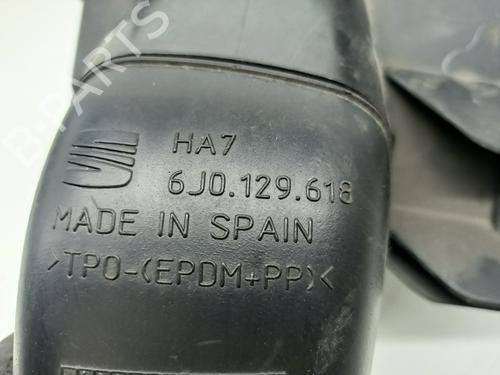 B-PARTS
HA7
6J0.129.618
MADE IN SPAIN
>TPO-(EPDM+PP)<